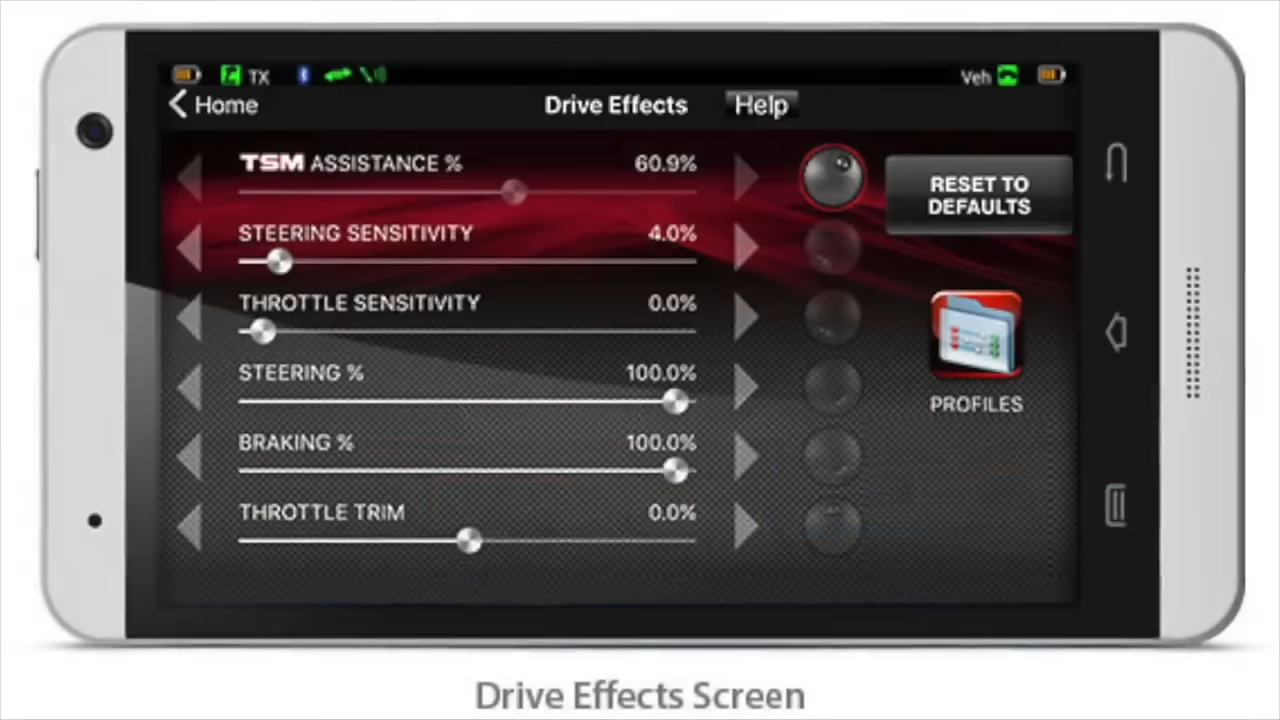 TX
Veh
Home
Drive Effects
Help
TSM ASSISTANCE %
60.9%
RESET TO
DEFAULTS
STEERING SENSITIVITY
4.0%
THROTTLE SENSITIVITY
0.0%
STEERING %
100.0%
PROFILES
BRAKING %
100.0%
THROTTLE TRIM
0.0%
Drive Effects Screen